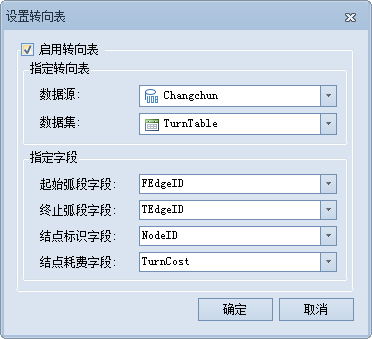 设置转向表
启用转向表
指定转向表
数据源: Changchun
数据集: TurnTable
指定字段
起始弧段字段: FEdgeID
终止弧段字段: TEdgeID
结点标识字段: NodeID
结点耗费字段: TurnCost
确定 取消